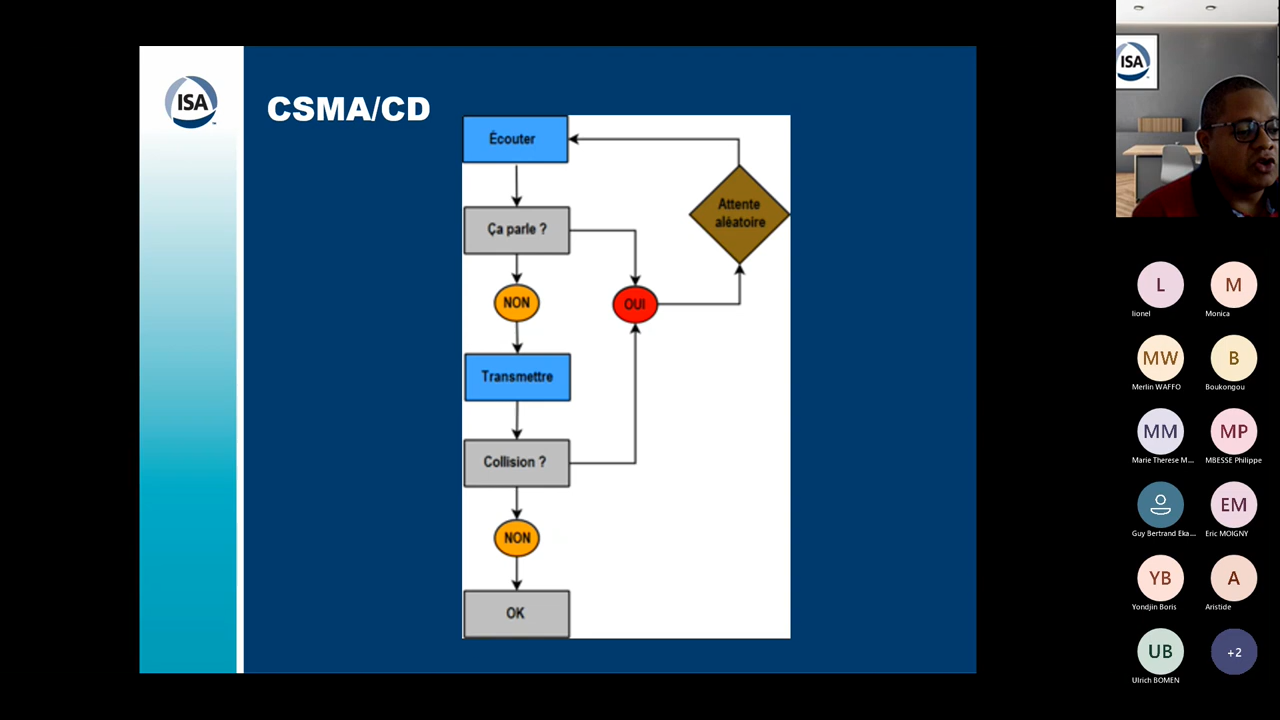 ISA
CSMA/CD
Écouter
Ça parle ?
NON
Transmettre
Collision ?
NON
OK
OUI
Attente
aléatoire
ISA
L
lionel
M
Monica
MW
Merlin WAFFO
B
Boukongou
MM
Marie Therese M...
MP
MBESSE Philippe
Guy Bertrand Eka...
EM
Eric MOIGNY
YB
Yondjin Boris
A
Aristide
UB
Ulrich BOMEN
+2